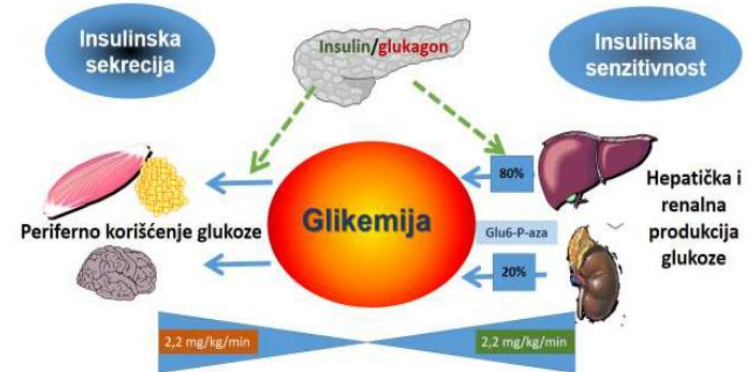 Insulinska
sekrecija
Insulin/glukagon
Insulinska
senzitivnost
80%
Hepatička i
renalna
produkcija
glukoze
Periferno korišćenje glukoze
Glikemija
Glu6-P-aza
20%
2,2 mg/kg/min
2,2 mg/kg/min